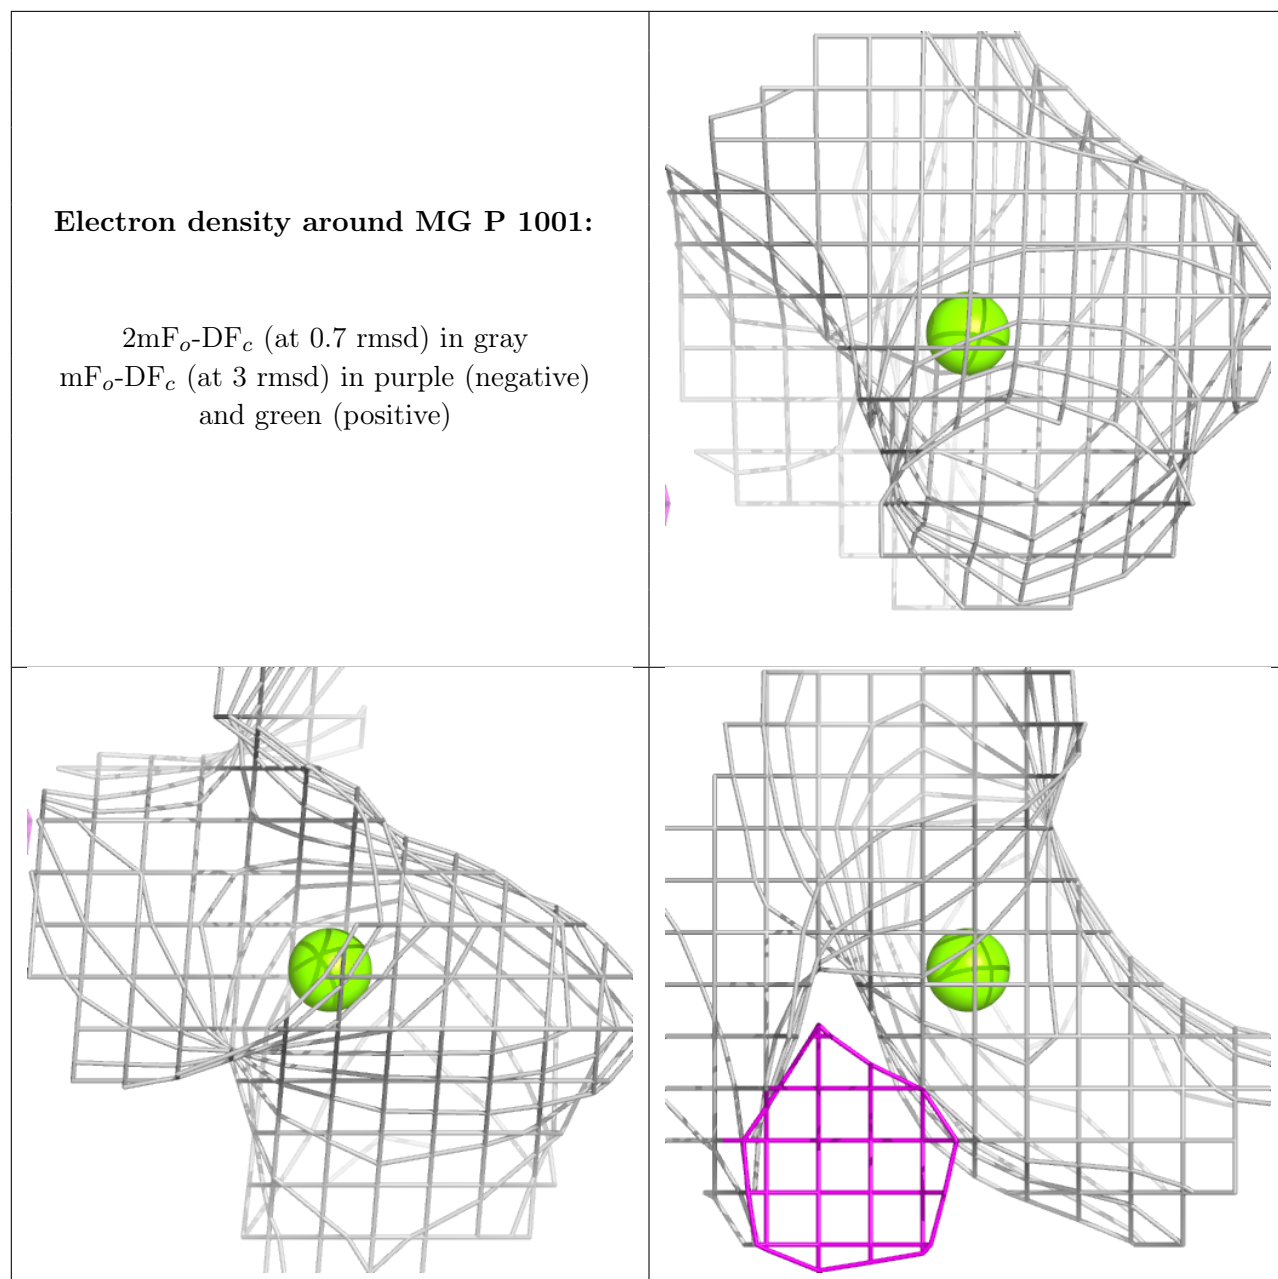 Electron density around MG P 1001:
2mFo-DFc (at 0.7 rmsd) in gray
mFo-DFc (at 3 rmsd) in purple (negative)
and green (positive)